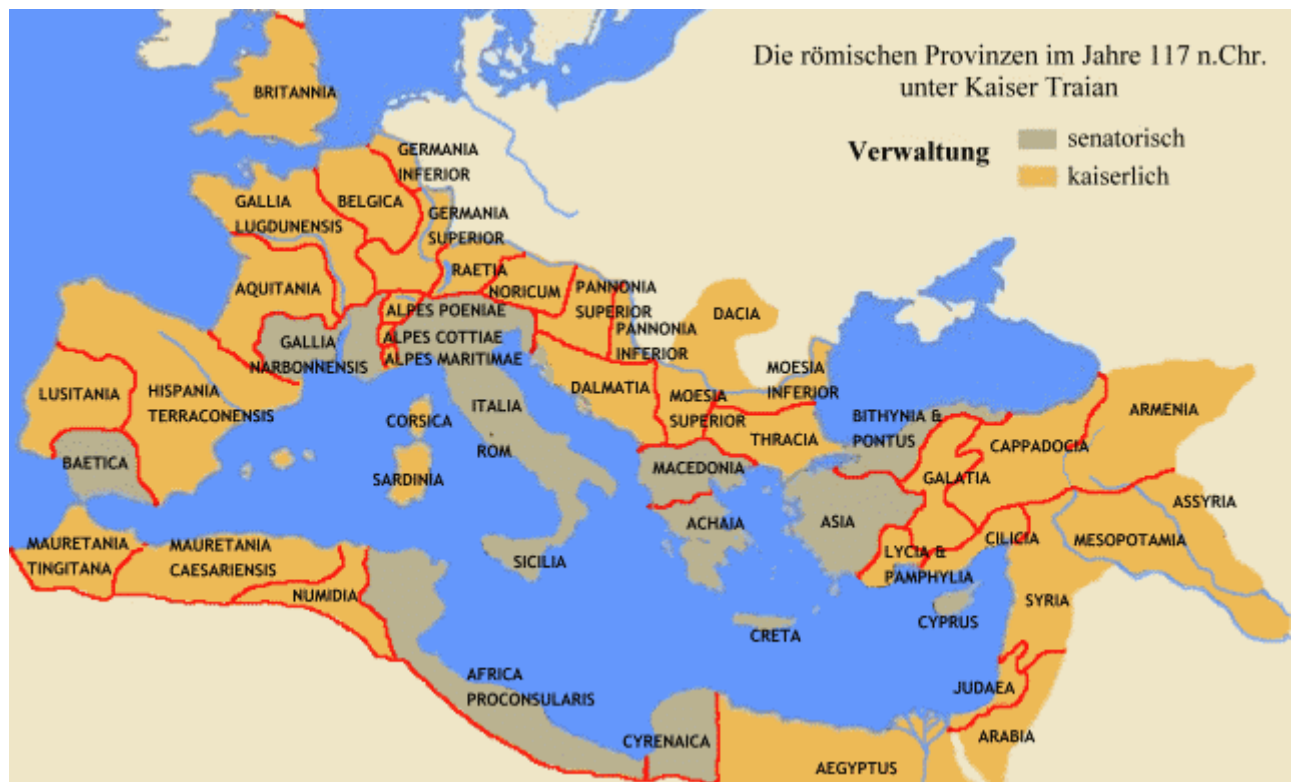 Die römischen Provinzen im Jahre 117 n.Chr.
unter Kaiser Traian
Verwaltung
senatorisch
kaiserlich
BRITANNIA
GERMANIA
INFERIOR
GALLIA
LUGDUNENSIS
BELGICA
GERMANIA
SUPERIOR
AQUITANIA
RAETIA
NORICUM
PANNONIA
SUPERIOR
DACIA
ALPES POENIAE
ALPES COTTIAE
ALPES MARITIMAE
PANNONIA
INFERIOR
GALLIA
NARBONNENSIS
MOESIA
INFERIOR
LUSITANIA
HISPANIA
TERRACONENSIS
DALMATIA
MOESIA
SUPERIOR
ARMENIA
CORSICA
ITALIA
BITHYNIA &
PONTUS
CAPPADOCIA
ROM
THRACIA
BAETICA
SARDINIA
MACEDONIA
GALATIA
ASSYRIA
ACHAIA
ASIA
MAURETANIA
TINGITANA
MAURETANIA
CAESARIENSIS
SICILIA
LYCIA &
PAMPHYLIA
CILICIA
MESOPOTAMIA
NUMIDIA
SYRIA
CYPRUS
CRETA
AFRICA
PROCONSULARIS
JUDAEA
CYRENAICA
ARABIA
AEGYPTUS